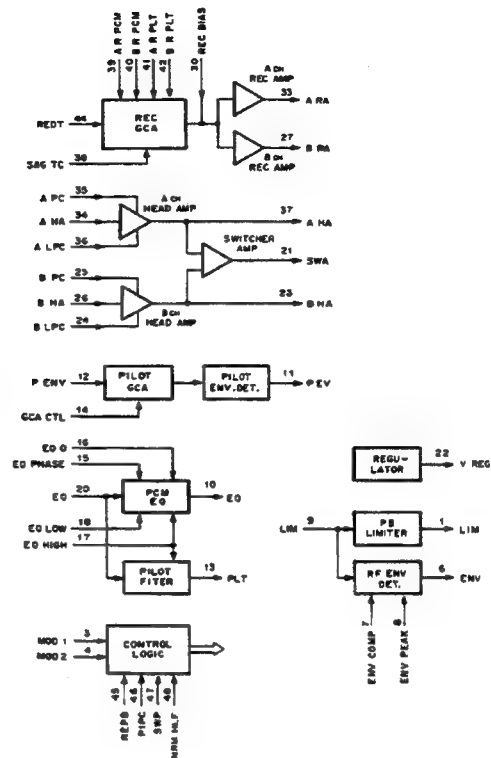 39 A R PCM
40 B R PCM
41 A R PLT
42 B R PLT
30 REC BIAS
REDT 44
REC
GCA
SAG TC 38
A CH
REC AMP
33 A RA
27 B RA
B CH
REC AMP
A PC 35
A HA 34
A LPC 36
A CH
HEAD AMP
37 A HA
SWITCHER
AMP
21 SWA
B PC 25
B HA 26
B LPC 24
B CH
HEAD AMP
23 B HA
P ENV 12
PILOT
GCA
PILOT
ENV. DET.
11 P EV
GCA CTL 14
EQ Q 16
EQ PHASE 15
EQ 20
PCM
EQ
10 EQ
EQ LOW 18
EQ HIGH 17
PILOT
FITER
13 PLT
REGU-
LATOR
22 V REG
LIM 9
PB
LIMITER
1 LIM
RF ENV
DET.
6 ENV
7 ENV COMP
8 ENV PEAK
MOD 1 3
MOD 2 4
CONTROL
LOGIC
45 REPB
46 PIPC
47 SWP
48